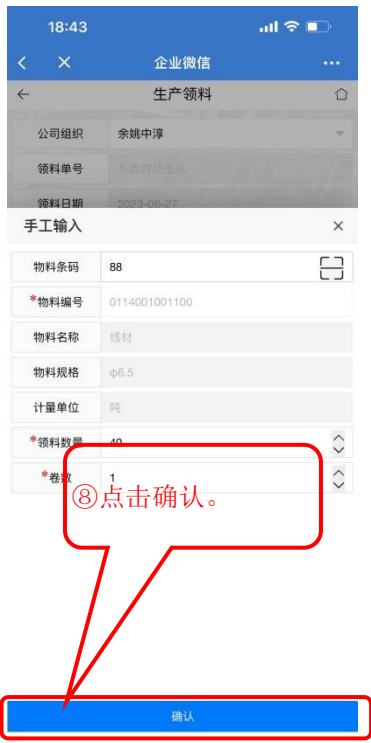 18:43
企业微信
生产领料
公司组织 余姚中淳
领料单号 系统自动生成
领料日期 2023-06-27
手工输入
物料条码 88
*物料编号 0114001001100
物料名称 线材
物料规格 φ6.5
计量单位 吨
*领料数量 40
*卷数 1
⑧点击确认。
确认